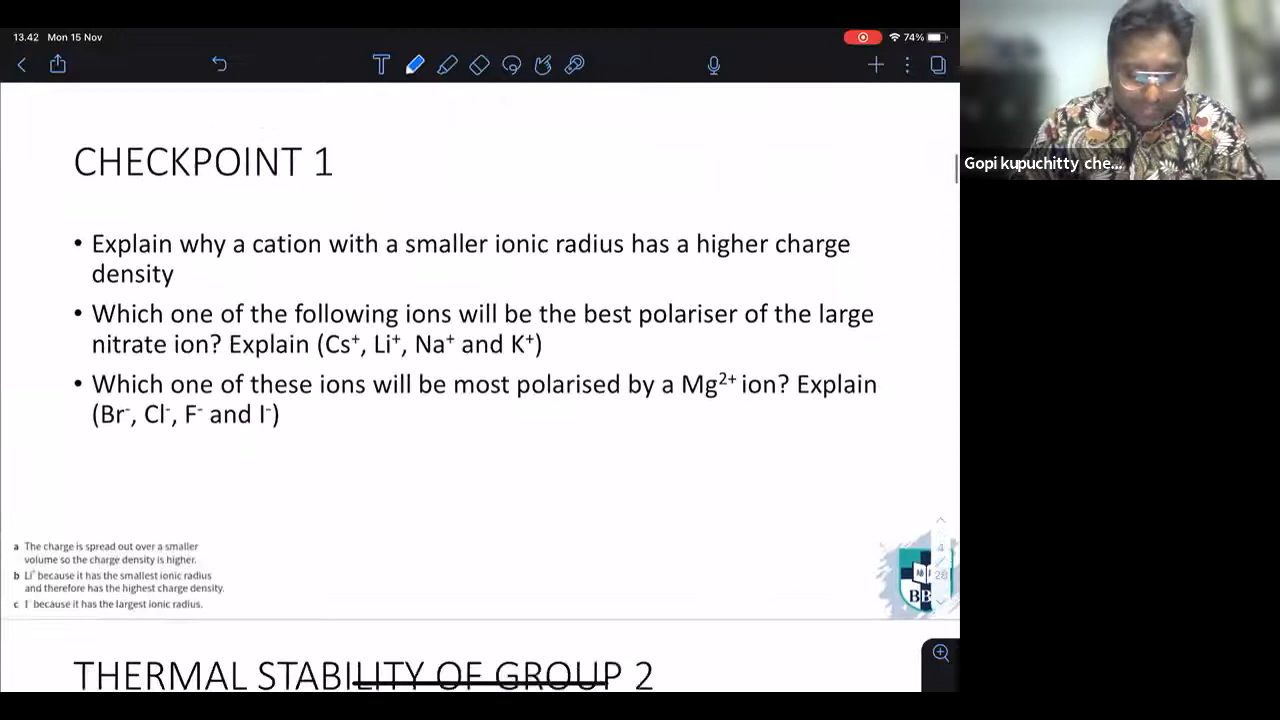 13.42 Mon 15 Nov
74%
CHECKPOINT 1
• Explain why a cation with a smaller ionic radius has a higher charge
density
• Which one of the following ions will be the best polariser of the large
nitrate ion? Explain (Cs⁺, Li⁺, Na⁺ and K⁺)
• Which one of these ions will be most polarised by a Mg²⁺ ion? Explain
(Br⁻, Cl⁻, F⁻ and I⁻)
a The charge is spread out over a smaller
volume so the charge density is higher.
b Li⁺ because it has the smallest ionic radius
and therefore has the highest charge density.
c I⁻ because it has the largest ionic radius.
4
28
THERMAL STABILITY OF GROUP 2
Gopi kupuchitty che...